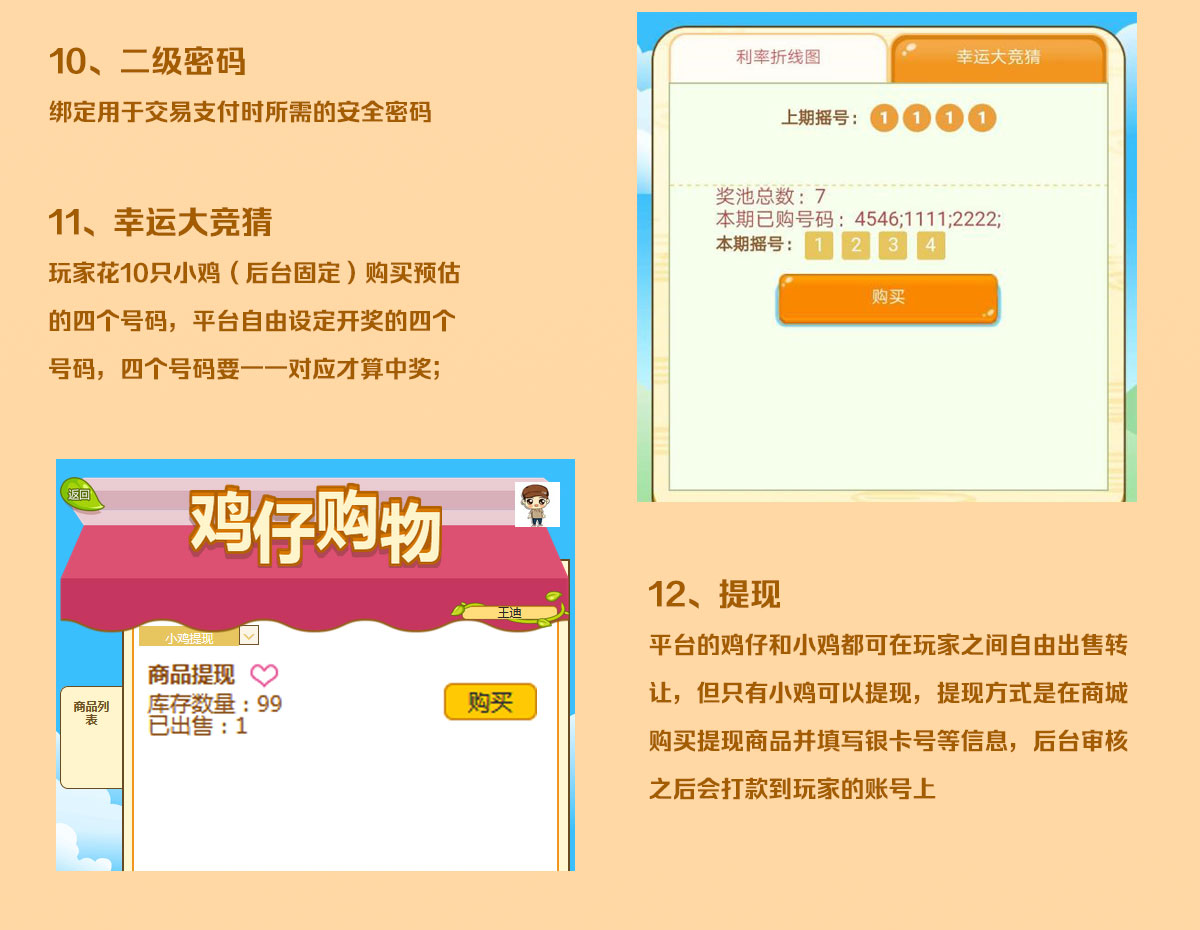 10、二级密码
绑定用于交易支付时所需的安全密码
11、幸运大竞猜
玩家花10只小鸡（后台固定）购买预估
的四个号码，平台自由设定开奖的四个
号码，四个号码要一一对应才算中奖；
利率折线图
幸运大竞猜
上期摇号： 1 1 1 1
奖池总数：7
本期已购号码：4546;1111;2222;
本期摇号： 1 2 3 4
购买
返回
鸡仔购物
王迪
小鸡提现
商品提现
库存数量：99
已出售：1
购买
商品列
表
12、提现
平台的鸡仔和小鸡都可在玩家之间自由出售转
让，但只有小鸡可以提现，提现方式是在商城
购买提现商品并填写银卡号等信息，后台审核
之后会打款到玩家的账号上